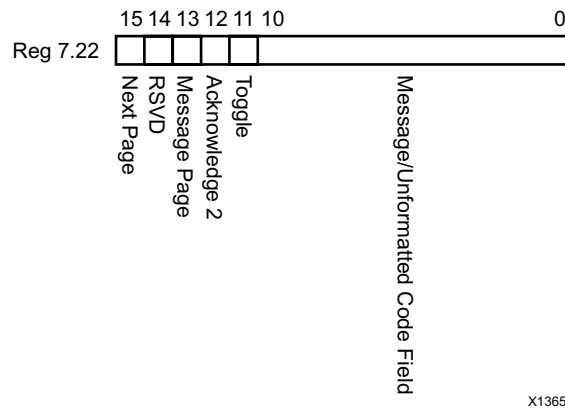 15 14 13 12 11 10 0
Reg 7.22
Next Page
RSVD
Message Page
Acknowledge 2
Toggle
Message/Unformatted Code Field
X1365